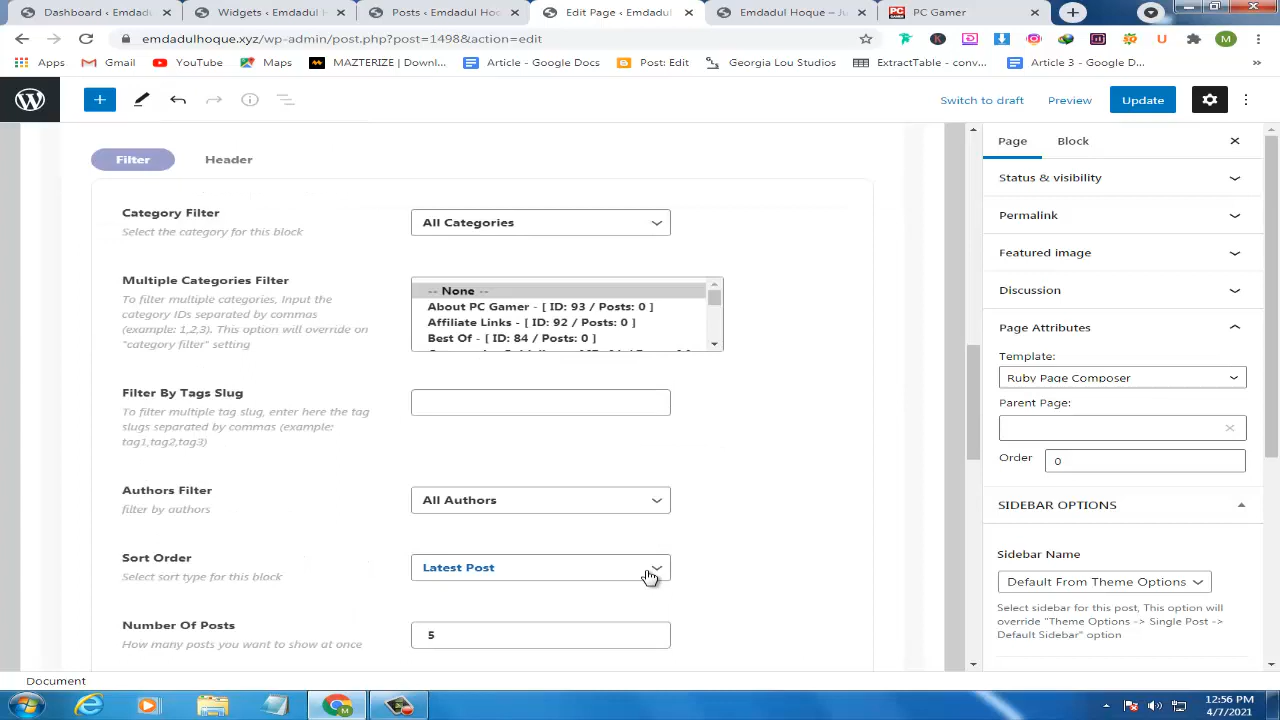 Dashboard ‹ Emdadu
Widgets ‹ Emdadul H
Posts ‹ Emdadul Hoq
Edit Page ‹ Emdadul
Emdadul Hoque – Ju
PC Gamer
emdadulhoque.xyz/wp-admin/post.php?post=1498&action=edit
M
Apps
Gmail
YouTube
Maps
MAZTERIZE | Downl...
Article - Google Docs
Post: Edit
Georgia Lou Studios
ExtractTable - conv...
Article 3 - Google D...
Switch to draft
Preview
Update
Filter
Header
Page
Block
Status & visibility
Category Filter
Select the category for this block
All Categories
Permalink
Featured image
Multiple Categories Filter
To filter multiple categories, Input the
category IDs separated by commas
(example: 1,2,3). This option will override on
"category filter" setting
-- None --
About PC Gamer - [ ID: 93 / Posts: 0 ]
Affiliate Links - [ ID: 92 / Posts: 0 ]
Best Of - [ ID: 84 / Posts: 0 ]
Discussion
Page Attributes
Template:
Ruby Page Composer
Parent Page:
Order
0
Filter By Tags Slug
To filter multiple tag slug, enter here the tag
slugs separated by commas (example:
tag1,tag2,tag3)
Authors Filter
filter by authors
All Authors
SIDEBAR OPTIONS
Sort Order
Select sort type for this block
Latest Post
Sidebar Name
Default From Theme Options
Select sidebar for this post, This option will
override "Theme Options -> Single Post ->
Default Sidebar" option
Number Of Posts
How many posts you want to show at once
5
Document
12:56 PM
4/7/2021